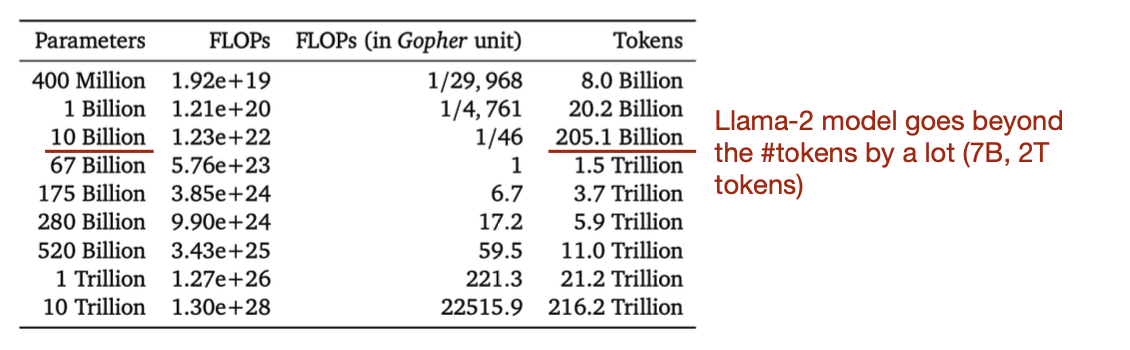 Parameters FLOPs FLOPs (in Gopher unit) Tokens
400 Million 1.92e+19 1/29,968 8.0 Billion
1 Billion 1.21e+20 1/4,761 20.2 Billion
10 Billion 1.23e+22 1/46 205.1 Billion
67 Billion 5.76e+23 1 1.5 Trillion
175 Billion 3.85e+24 6.7 3.7 Trillion
280 Billion 9.90e+24 17.2 5.9 Trillion
520 Billion 3.43e+25 59.5 11.0 Trillion
1 Trillion 1.27e+26 221.3 21.2 Trillion
10 Trillion 1.30e+28 22515.9 216.2 Trillion
Llama-2 model goes beyond
the #tokens by a lot (7B, 2T
tokens)